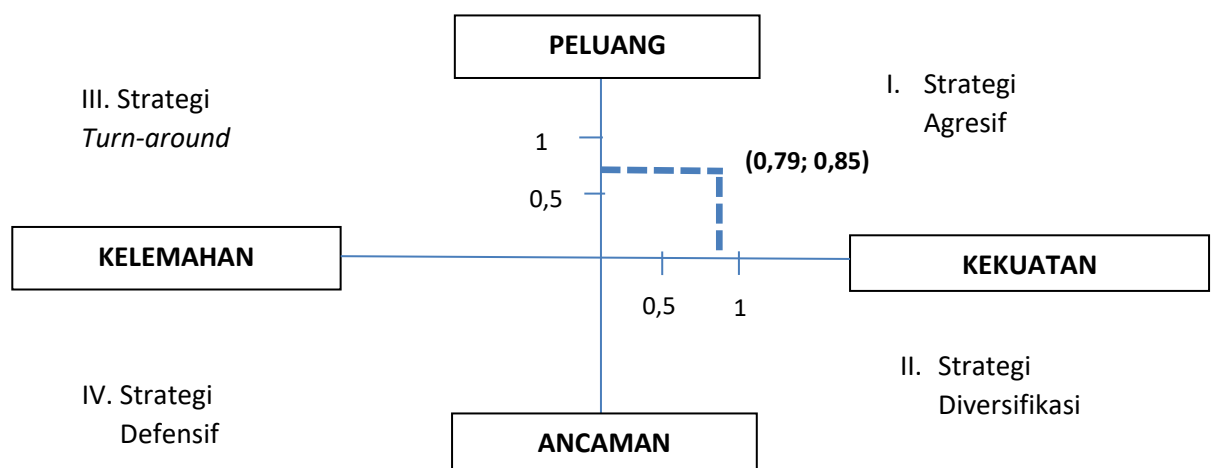 PELUANG
III. Strategi
Turn-around
I. Strategi
Agresif
1
(0,79; 0,85)
0,5
KELEMAHAN
KEKUATAN
0,5
1
IV. Strategi
Defensif
II. Strategi
Diversifikasi
ANCAMAN